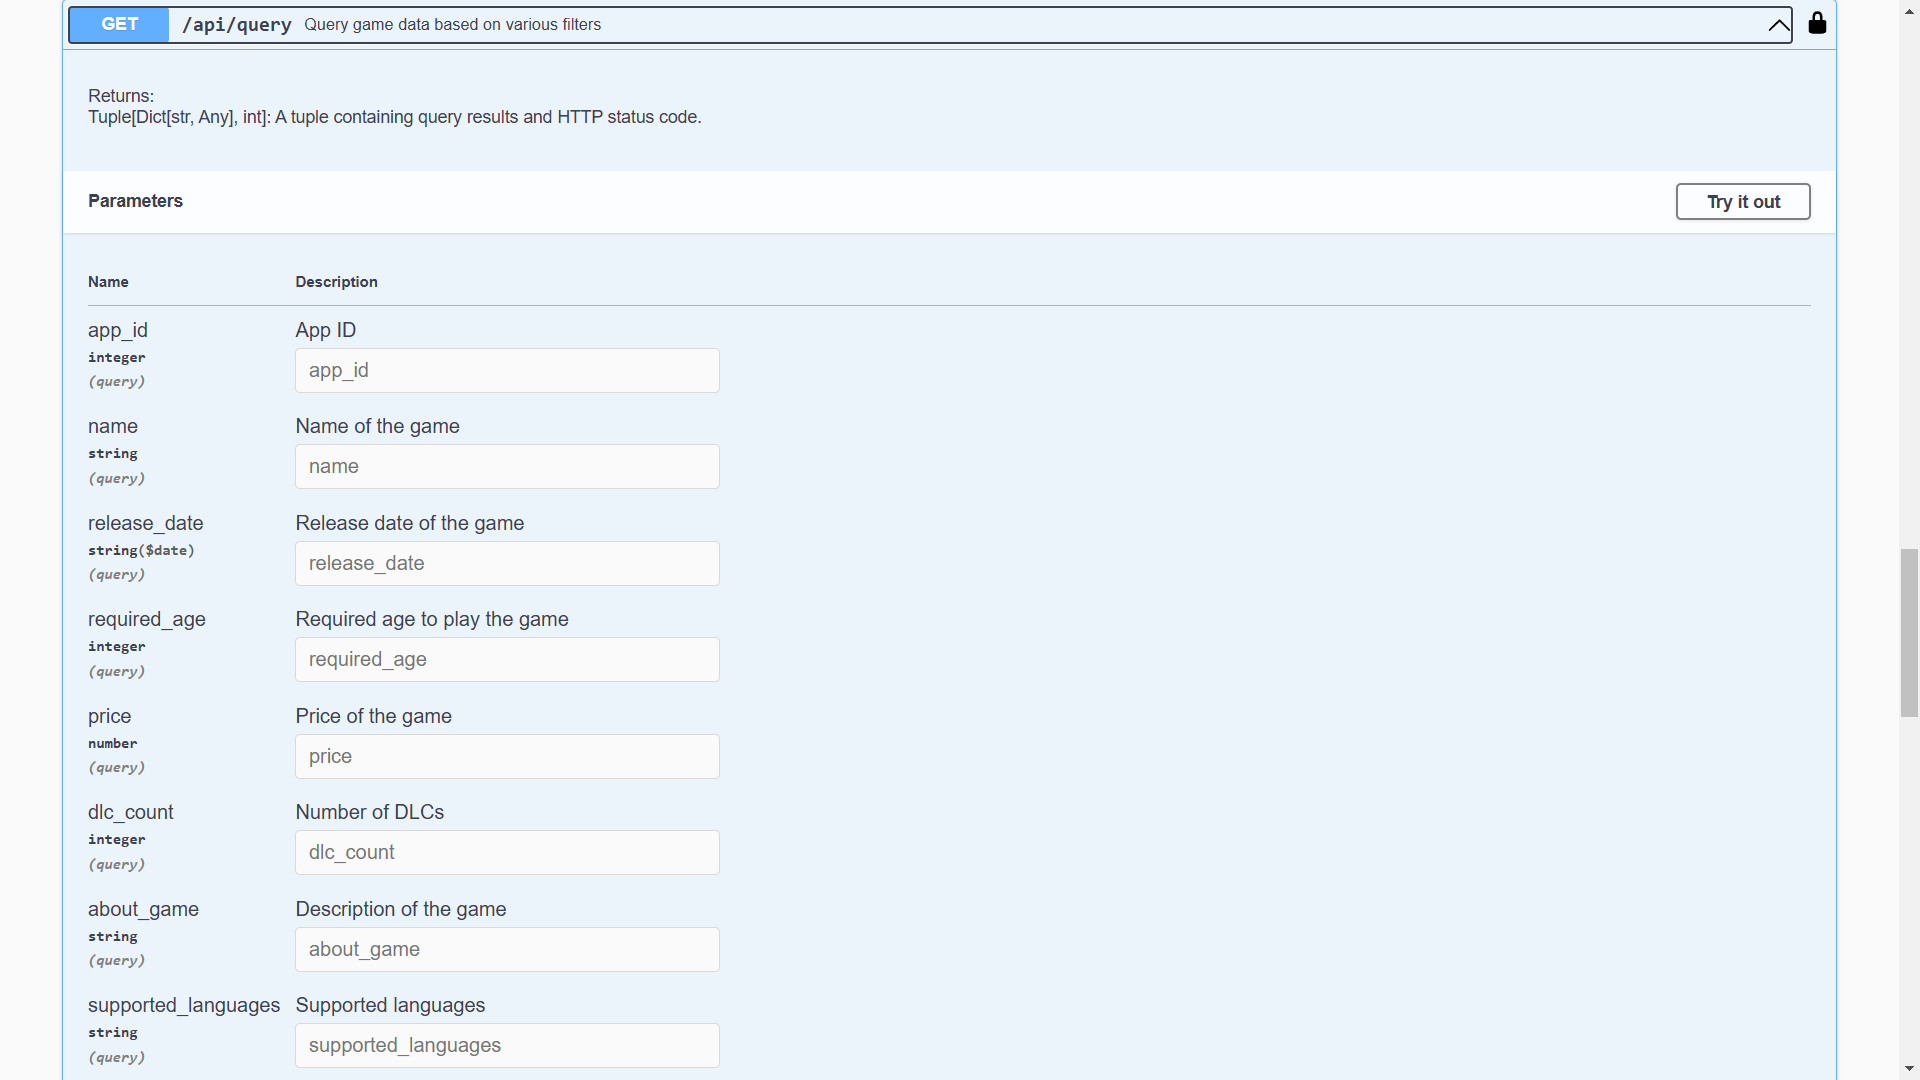 GET /api/query Query game data based on various filters
Returns:
Tuple[Dict[str, Any], int]: A tuple containing query results and HTTP status code.
Parameters Try it out
Name Description
app_id App ID
integer
(query)
app_id
name Name of the game
string
(query)
name
release_date Release date of the game
string($date)
(query)
release_date
required_age Required age to play the game
integer
(query)
required_age
price Price of the game
number
(query)
price
dlc_count Number of DLCs
integer
(query)
dlc_count
about_game Description of the game
string
(query)
about_game
supported_languages Supported languages
string
(query)
supported_languages